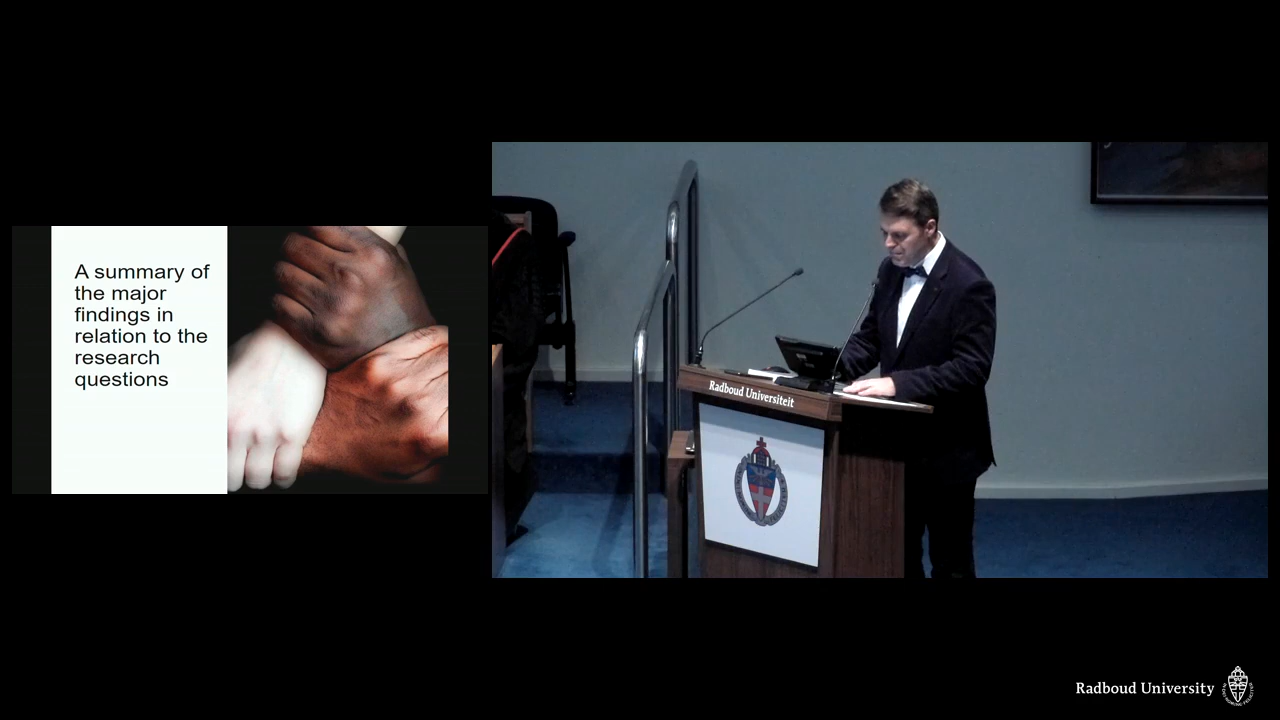 A summary of
the major
findings in
relation to the
research
questions
Radboud Universiteit
Radboud University